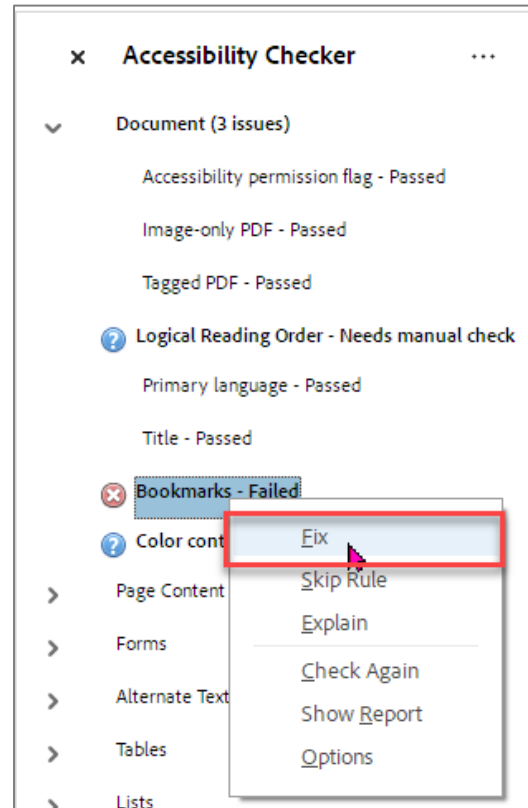 Accessibility Checker
Document (3 issues)
Accessibility permission flag - Passed
Image-only PDF - Passed
Tagged PDF - Passed
Logical Reading Order - Needs manual check
Primary language - Passed
Title - Passed
Bookmarks - Failed
Color cont
Page Content
Forms
Alternate Text
Tables
Lists
Fix
Skip Rule
Explain
Check Again
Show Report
Options